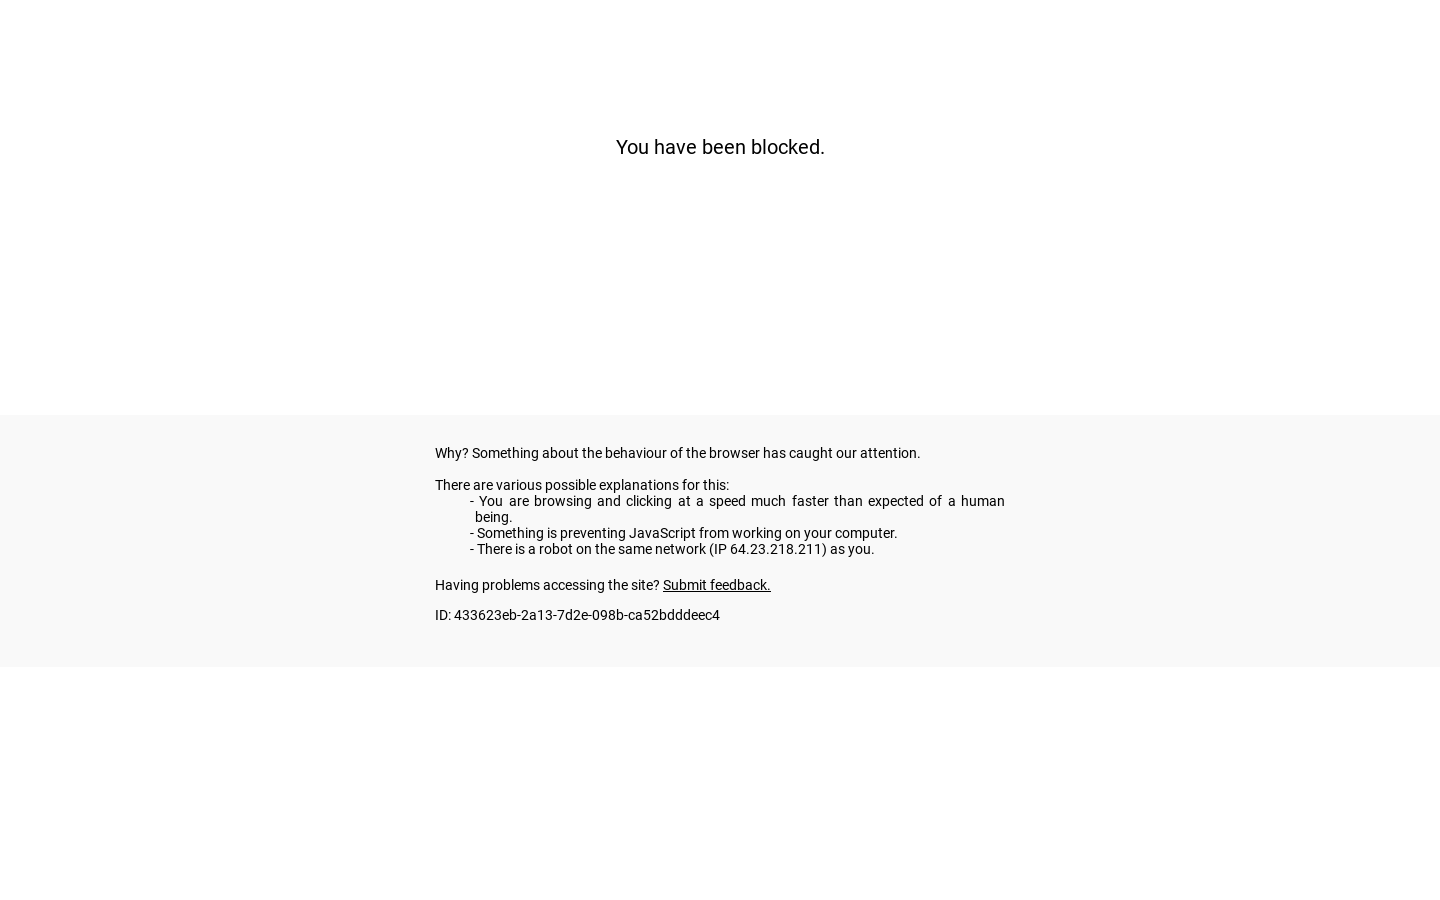 You have been blocked.
Why? Something about the behaviour of the browser has caught our attention.
There are various possible explanations for this:
- You are browsing and clicking at a speed much faster than expected of a human
being.
- Something is preventing JavaScript from working on your computer.
- There is a robot on the same network (IP 64.23.218.211) as you.
Having problems accessing the site? Submit feedback.
ID: 433623eb-2a13-7d2e-098b-ca52bdddeec4